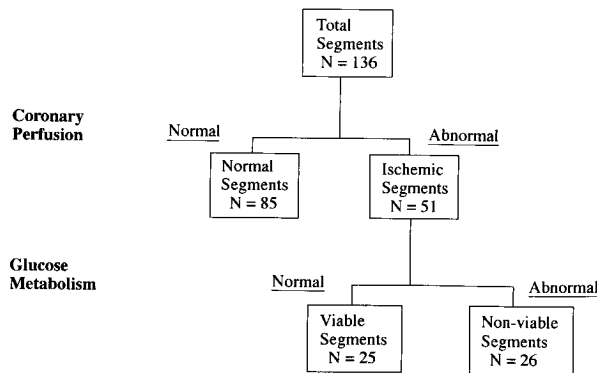 Total
Segments
N = 136
Coronary
Perfusion
Normal
Abnormal
Normal
Segments
N = 85
Ischemic
Segments
N = 51
Glucose
Metabolism
Normal
Abnormal
Viable
Segments
N = 25
Non-viable
Segments
N = 26